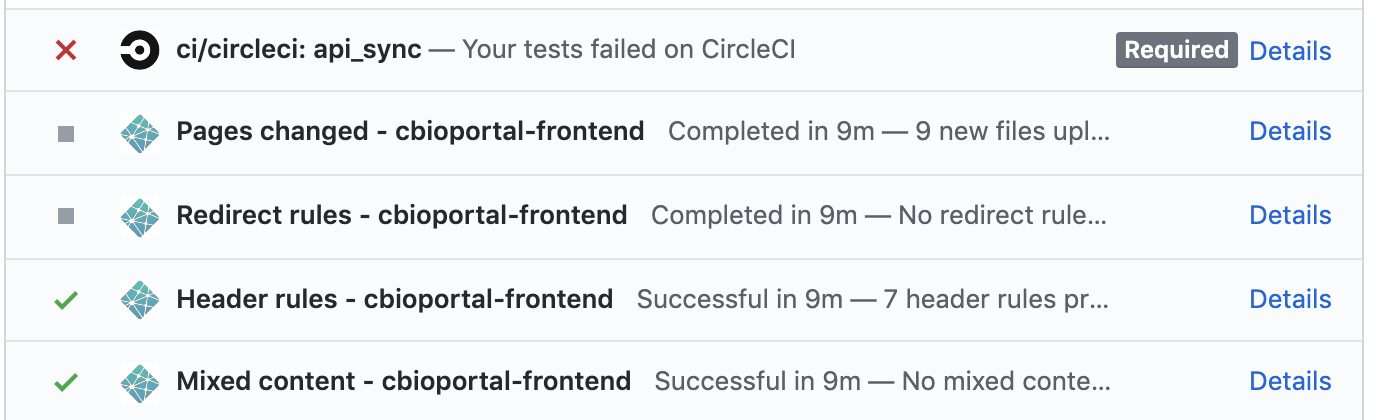 ci/circleci: api_sync — Your tests failed on CircleCI Required Details
Pages changed - cbioportal-frontend Completed in 9m — 9 new files upl... Details
Redirect rules - cbioportal-frontend Completed in 9m — No redirect rule... Details
Header rules - cbioportal-frontend Successful in 9m — 7 header rules pr... Details
Mixed content - cbioportal-frontend Successful in 9m — No mixed conte... Details